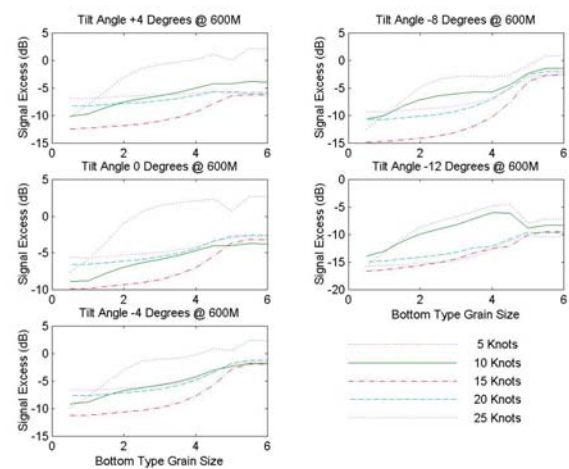 Tilt Angle +4 Degrees @ 600M
Signal Excess (dB)
5
0
-5
-10
-15
0
2
4
6
Tilt Angle -8 Degrees @ 600M
Signal Excess (dB)
5
0
-5
-10
-15
0
2
4
6
Tilt Angle 0 Degrees @ 600M
Signal Excess (dB)
5
0
-5
-10
0
2
4
6
Tilt Angle -12 Degrees @ 600M
Signal Excess (dB)
0
-5
-10
-15
-20
0
2
4
6
Bottom Type Grain Size
Tilt Angle -4 Degrees @ 600M
Signal Excess (dB)
5
0
-5
-10
-15
0
2
4
6
Bottom Type Grain Size
5 Knots
10 Knots
15 Knots
20 Knots
25 Knots